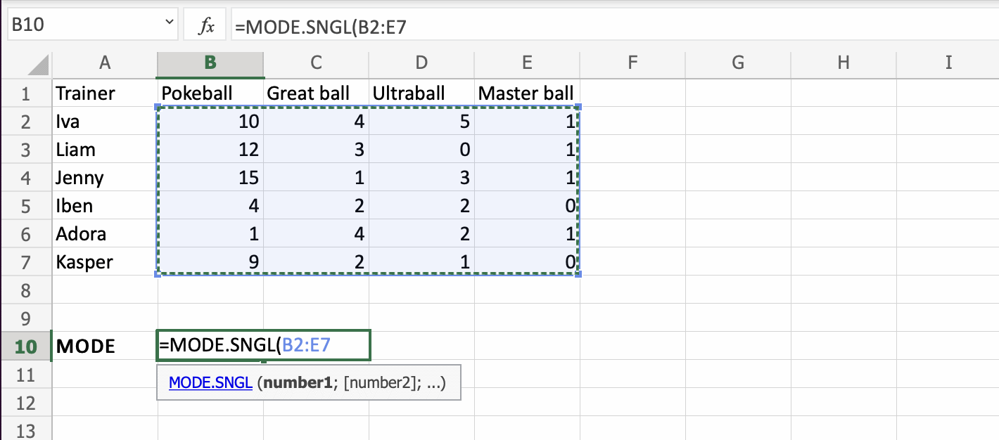 B10 fx =MODE.SNGL(B2:E7
A B C D E F G H I
1 Trainer Pokeball Great ball Ultraball Master ball
2 Iva 10 4 5 1
3 Liam 12 3 0 1
4 Jenny 15 1 3 1
5 Iben 4 2 2 0
6 Adora 1 4 2 1
7 Kasper 9 2 1 0
8
9
10 MODE =MODE.SNGL(B2:E7
11 MODE.SNGL (number1; [number2]; ...)
12
13